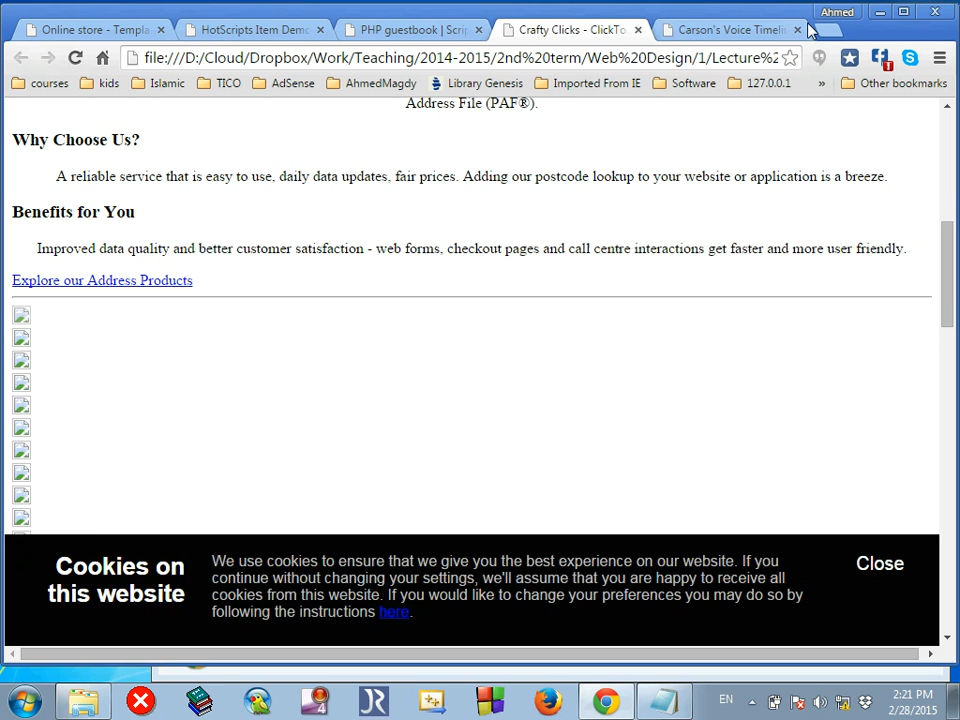 Ahmed
Online store - Templa
HotScripts Item Demo
PHP guestbook | Scrip
Crafty Clicks - ClickTo
Carson's Voice Timelin
file:///D:/Cloud/Dropbox/Work/Teaching/2014-2015/2nd%20term/Web%20Design/1/Lecture%2
courses kids Islamic TICO AdSense AhmedMagdy Library Genesis Imported From IE Software 127.0.0.1 » Other bookmarks
Address File (PAF®).
Why Choose Us?
A reliable service that is easy to use, daily data updates, fair prices. Adding our postcode lookup to your website or application is a breeze.
Benefits for You
Improved data quality and better customer satisfaction - web forms, checkout pages and call centre interactions get faster and more user friendly.
Explore our Address Products
Cookies on
this website
We use cookies to ensure that we give you the best experience on our website. If you
continue without changing your settings, we'll assume that you are happy to receive all
cookies from this website. If you would like to change your preferences you may do so by
following the instructions here.
Close
EN
2:21 PM
2/28/2015